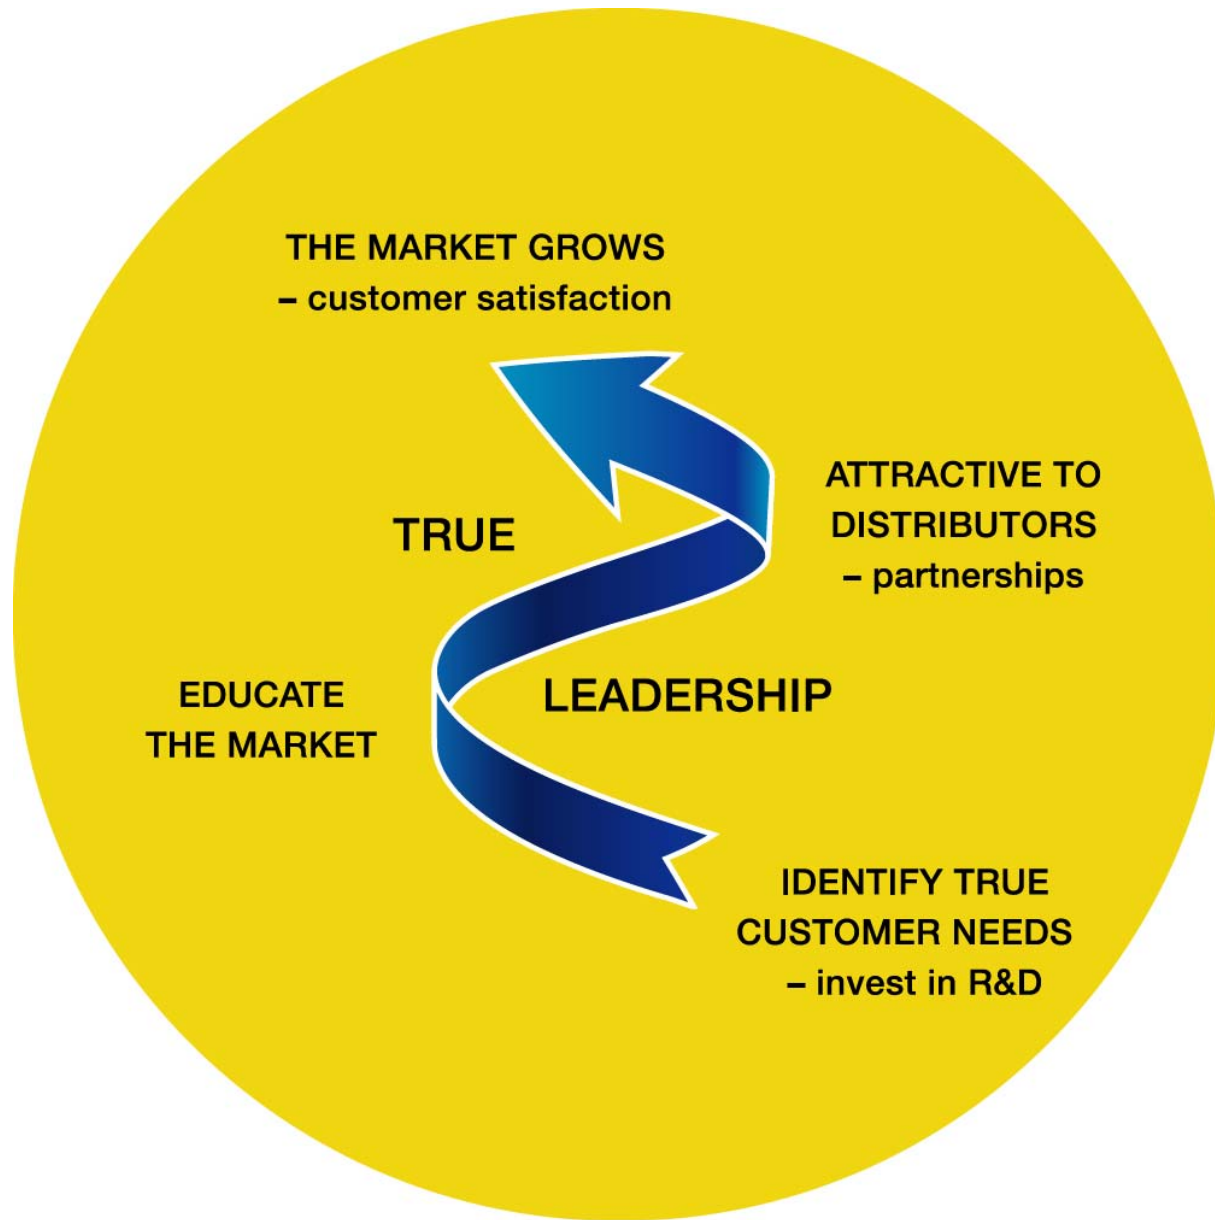 THE MARKET GROWS
– customer satisfaction
ATTRACTIVE TO
DISTRIBUTORS
– partnerships
TRUE
LEADERSHIP
EDUCATE
THE MARKET
IDENTIFY TRUE
CUSTOMER NEEDS
– invest in R&D